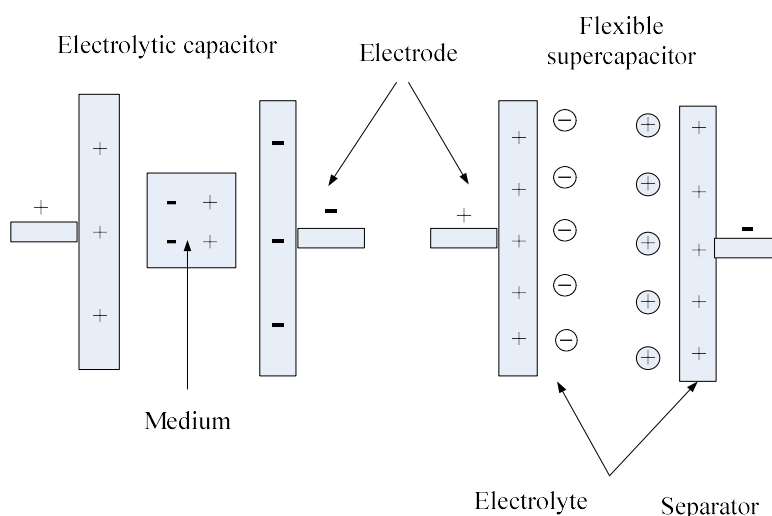 Electrolytic capacitor
Electrode
Flexible
supercapacitor
Medium
Electrolyte
Separator